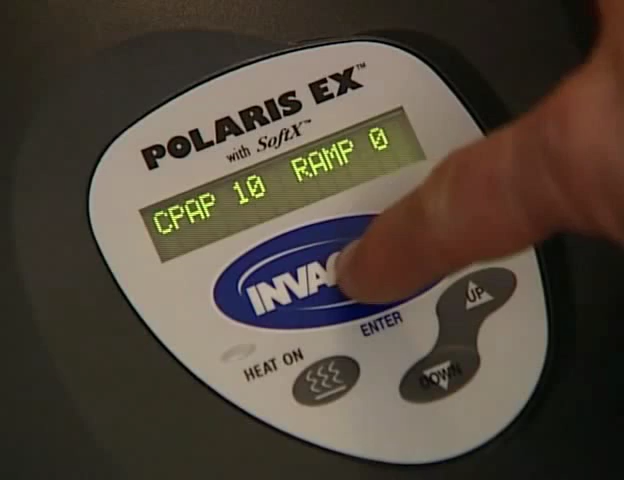 POLARIS EX™
with SoftX™
CPAP 10 RAMP 0
ENTER
UP
HEAT ON
DOWN